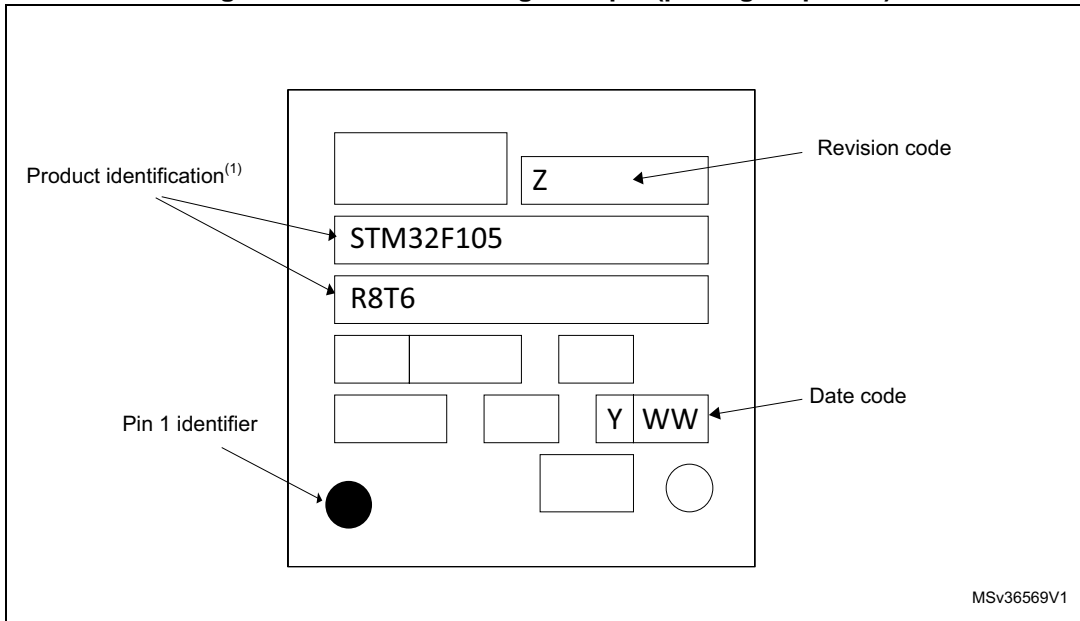 Revision code
Z
Product identification(1)
STM32F105
R8T6
Date code
Y WW
Pin 1 identifier
MSv36569V1